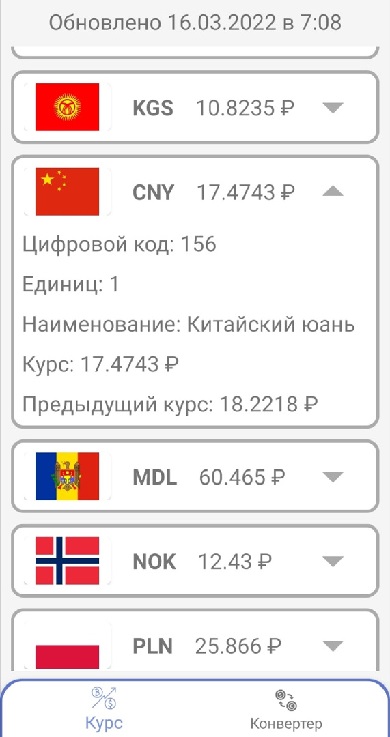 Обновлено 16.03.2022 в 7:08
KGS 10.8235 ₽
CNY 17.4743 ₽
Цифровой код: 156
Единиц: 1
Наименование: Китайский юань
Курс: 17.4743 ₽
Предыдущий курс: 18.2218 ₽
MDL 60.465 ₽
NOK 12.43 ₽
PLN 25.866 ₽
Курс
Конвертер